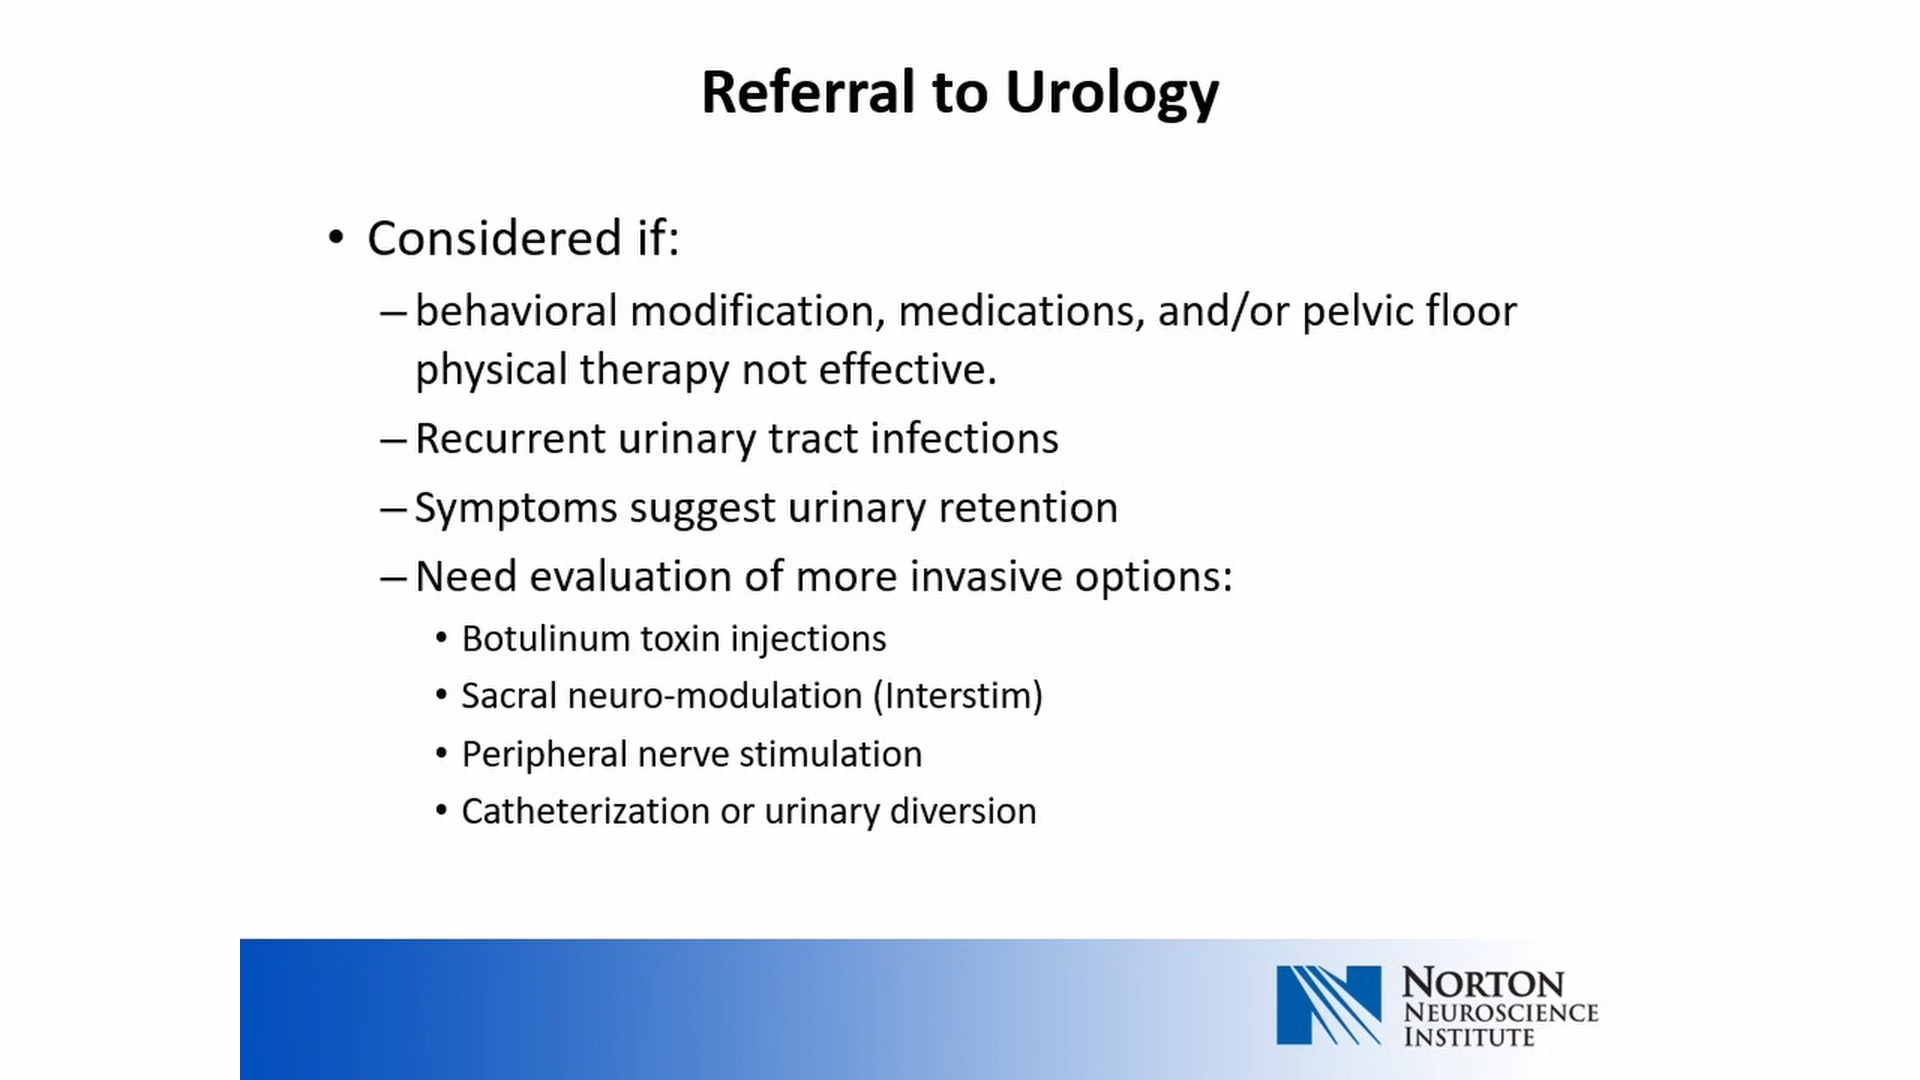 Referral to Urology
• Considered if:
– behavioral modification, medications, and/or pelvic floor
physical therapy not effective.
– Recurrent urinary tract infections
– Symptoms suggest urinary retention
– Need evaluation of more invasive options:
• Botulinum toxin injections
• Sacral neuro-modulation (Interstim)
• Peripheral nerve stimulation
• Catheterization or urinary diversion
NORTON
NEUROSCIENCE
INSTITUTE